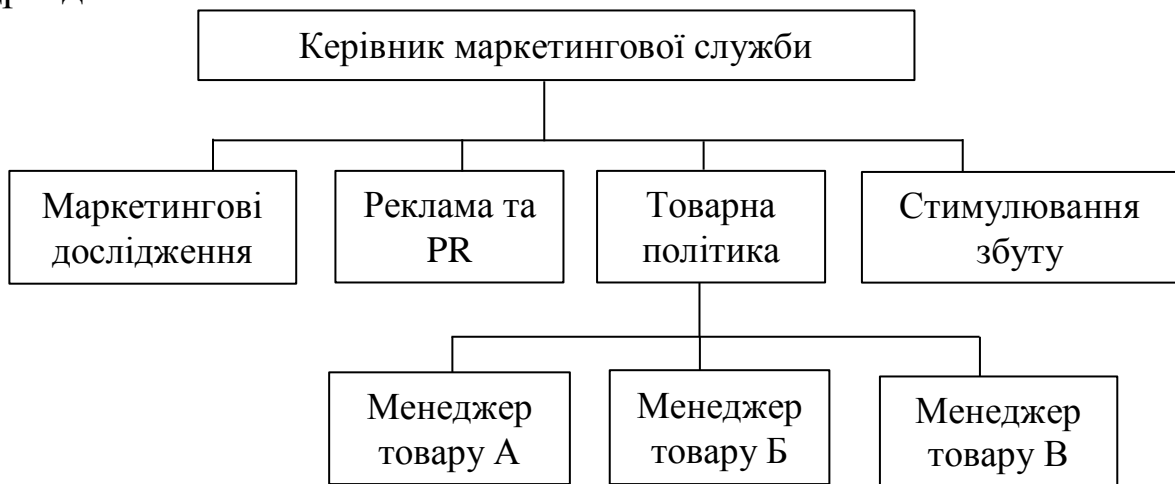 Керівник маркетингової служби
Маркетингові
дослідження
Реклама та
PR
Товарна
політика
Стимулювання
збуту
Менеджер
товару А
Менеджер
товару Б
Менеджер
товару В